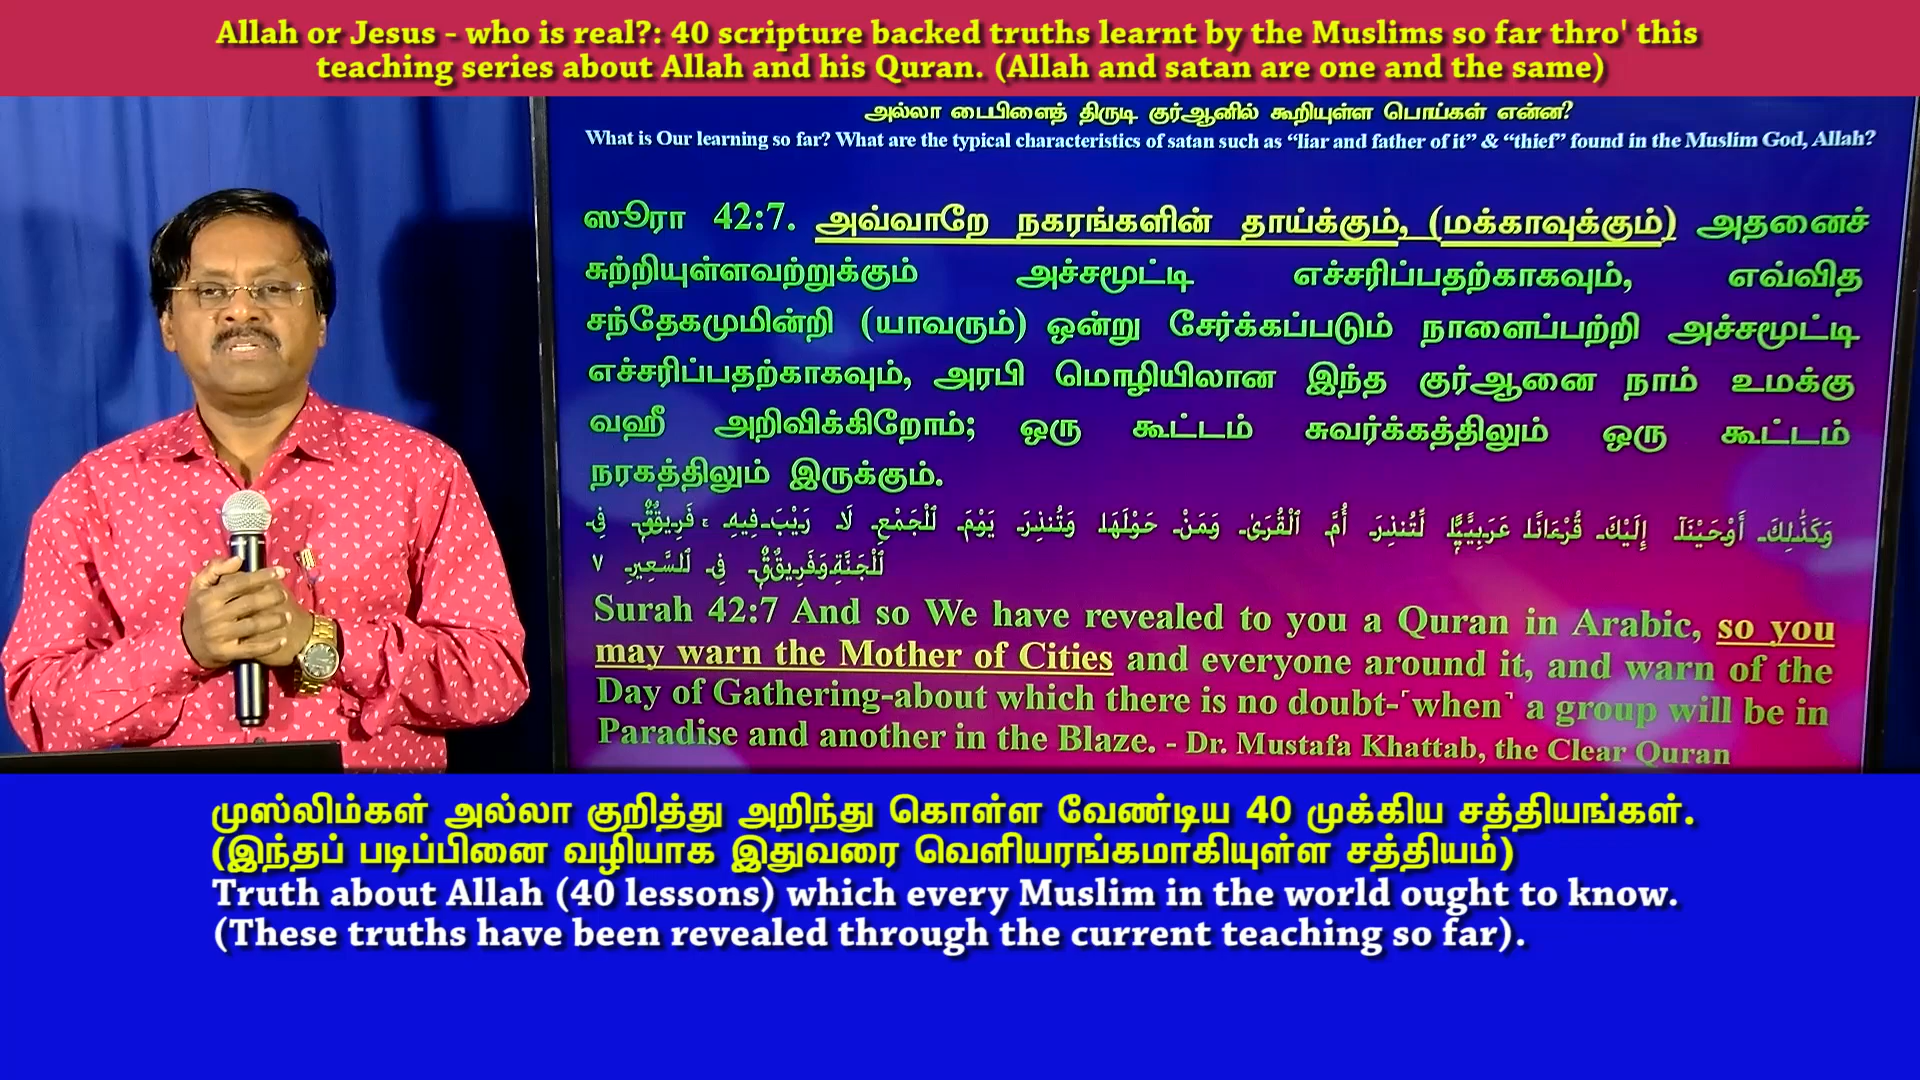 Allah or Jesus - who is real?: 40 scripture backed truths learnt by the Muslims so far thro' this
teaching series about Allah and his Quran. (Allah and satan are one and the same)
அல்லா பைபிளைத் திருடி குர்ஆனில் கூறியுள்ள பொய்கள் என்ன?
What is Our learning so far? What are the typical characteristics of satan such as “liar and father of it” & “thief” found in the Muslim God, Allah?
ஸூரா 42:7. அவ்வாறே நகரங்களின் தாய்க்கும், (மக்காவுக்கும்) அதனைச்
சுற்றியுள்ளவற்றுக்கும் அச்சமூட்டி எச்சரிப்பதற்காகவும், எவ்வித
சந்தேகமுமின்றி (யாவரும்) ஒன்று சேர்க்கப்படும் நாளைப்பற்றி அச்சமூட்டி
எச்சரிப்பதற்காகவும், அரபி மொழியிலான இந்த குர்ஆனை நாம் உமக்கு
வஹீ அறிவிக்கிறோம்; ஒரு கூட்டம் சுவர்க்கத்திலும் ஒரு கூட்டம்
நரகத்திலும் இருக்கும்.
وَكَذَٰلِكَ أَوْحَيْنَآ إِلَيْكَ قُرْءَانًا عَرَبِيًّا لِّتُنذِرَ أُمَّ ٱلْقُرَىٰ وَمَنْ حَوْلَهَا وَتُنذِرَ يَوْمَ ٱلْجَمْعِ لَا رَيْبَ فِيهِ ۚ فَرِيقٌ فِى
ٱلْجَنَّةِ وَفَرِيقٌ فِى ٱلسَّعِيرِ ٧
Surah 42:7 And so We have revealed to you a Quran in Arabic, so you
may warn the Mother of Cities and everyone around it, and warn of the
Day of Gathering-about which there is no doubt-˹when˺ a group will be in
Paradise and another in the Blaze. - Dr. Mustafa Khattab, the Clear Quran
முஸ்லிம்கள் அல்லா குறித்து அறிந்து கொள்ள வேண்டிய 40 முக்கிய சத்தியங்கள்.
(இந்தப் படிப்பினை வழியாக இதுவரை வெளியரங்கமாகியுள்ள சத்தியம்)
Truth about Allah (40 lessons) which every Muslim in the world ought to know.
(These truths have been revealed through the current teaching so far).